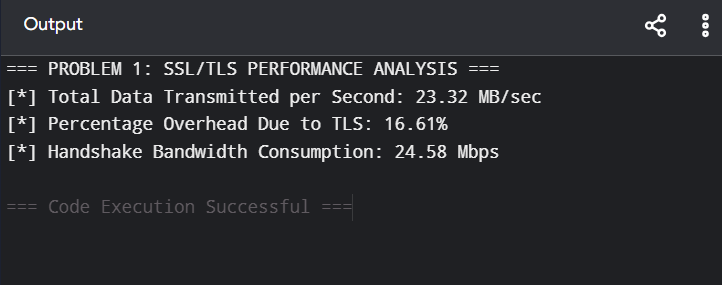 Output
=== PROBLEM 1: SSL/TLS PERFORMANCE ANALYSIS ===
[*] Total Data Transmitted per Second: 23.32 MB/sec
[*] Percentage Overhead Due to TLS: 16.61%
[*] Handshake Bandwidth Consumption: 24.58 Mbps
=== Code Execution Successful ===